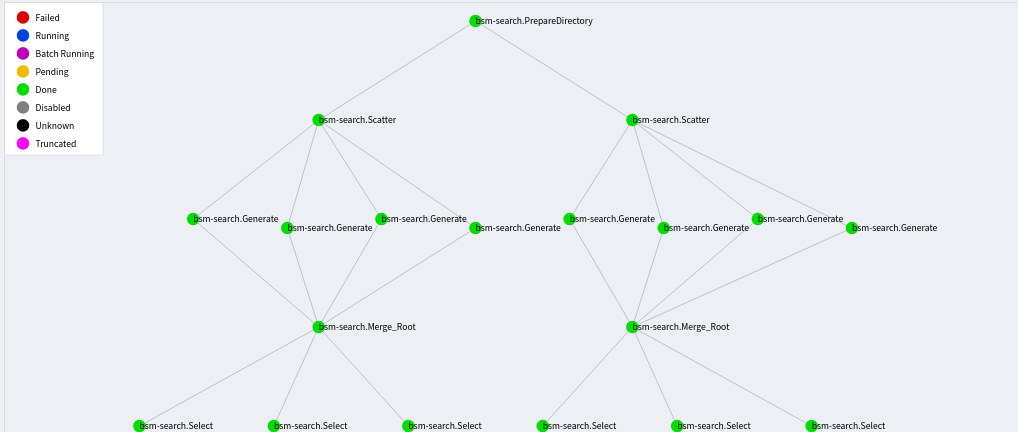 Failed
Running
Batch Running
Pending
Done
Disabled
Unknown
Truncated
bsm-search.PrepareDirectory
bsm-search.Scatter
bsm-search.Scatter
bsm-search.Generate
bsm-search.Generate
bsm-search.Generate
bsm-search.Generate
bsm-search.Generate
bsm-search.Generate
bsm-search.Generate
bsm-search.Generate
bsm-search.Merge_Root
bsm-search.Merge_Root
bsm-search.Select
bsm-search.Select
bsm-search.Select
bsm-search.Select
bsm-search.Select
bsm-search.Select